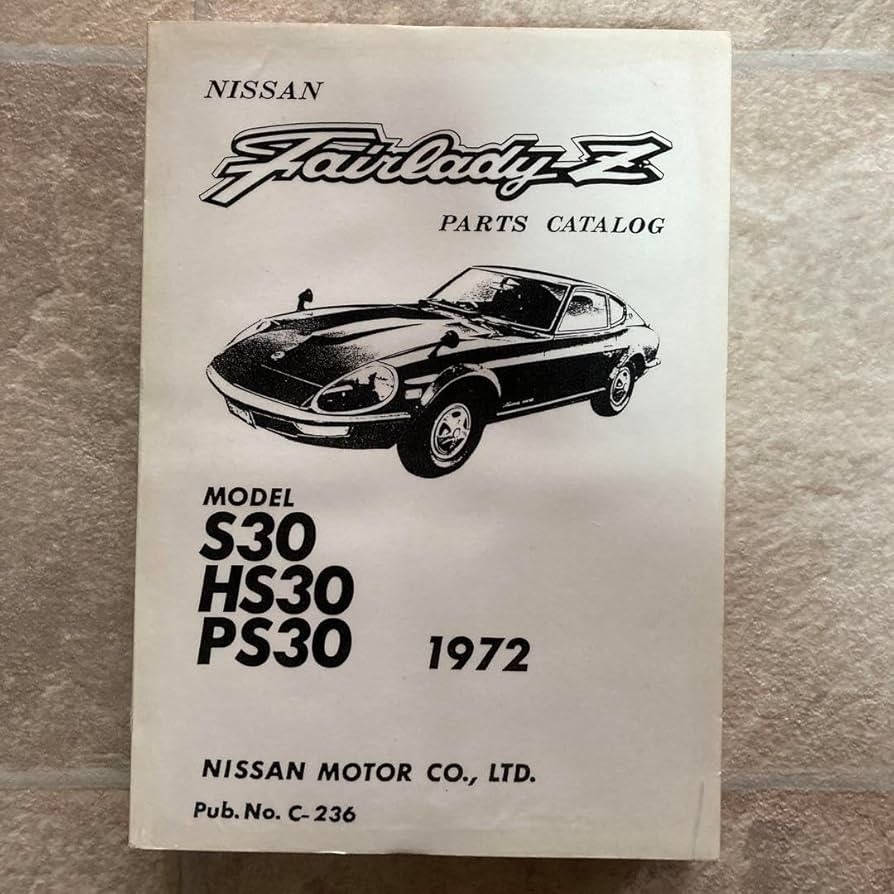 NISSAN
Fairlady Z
PARTS CATALOG
MODEL
S30
HS30
PS30
1972
NISSAN MOTOR CO., LTD.
Pub. No. C-236